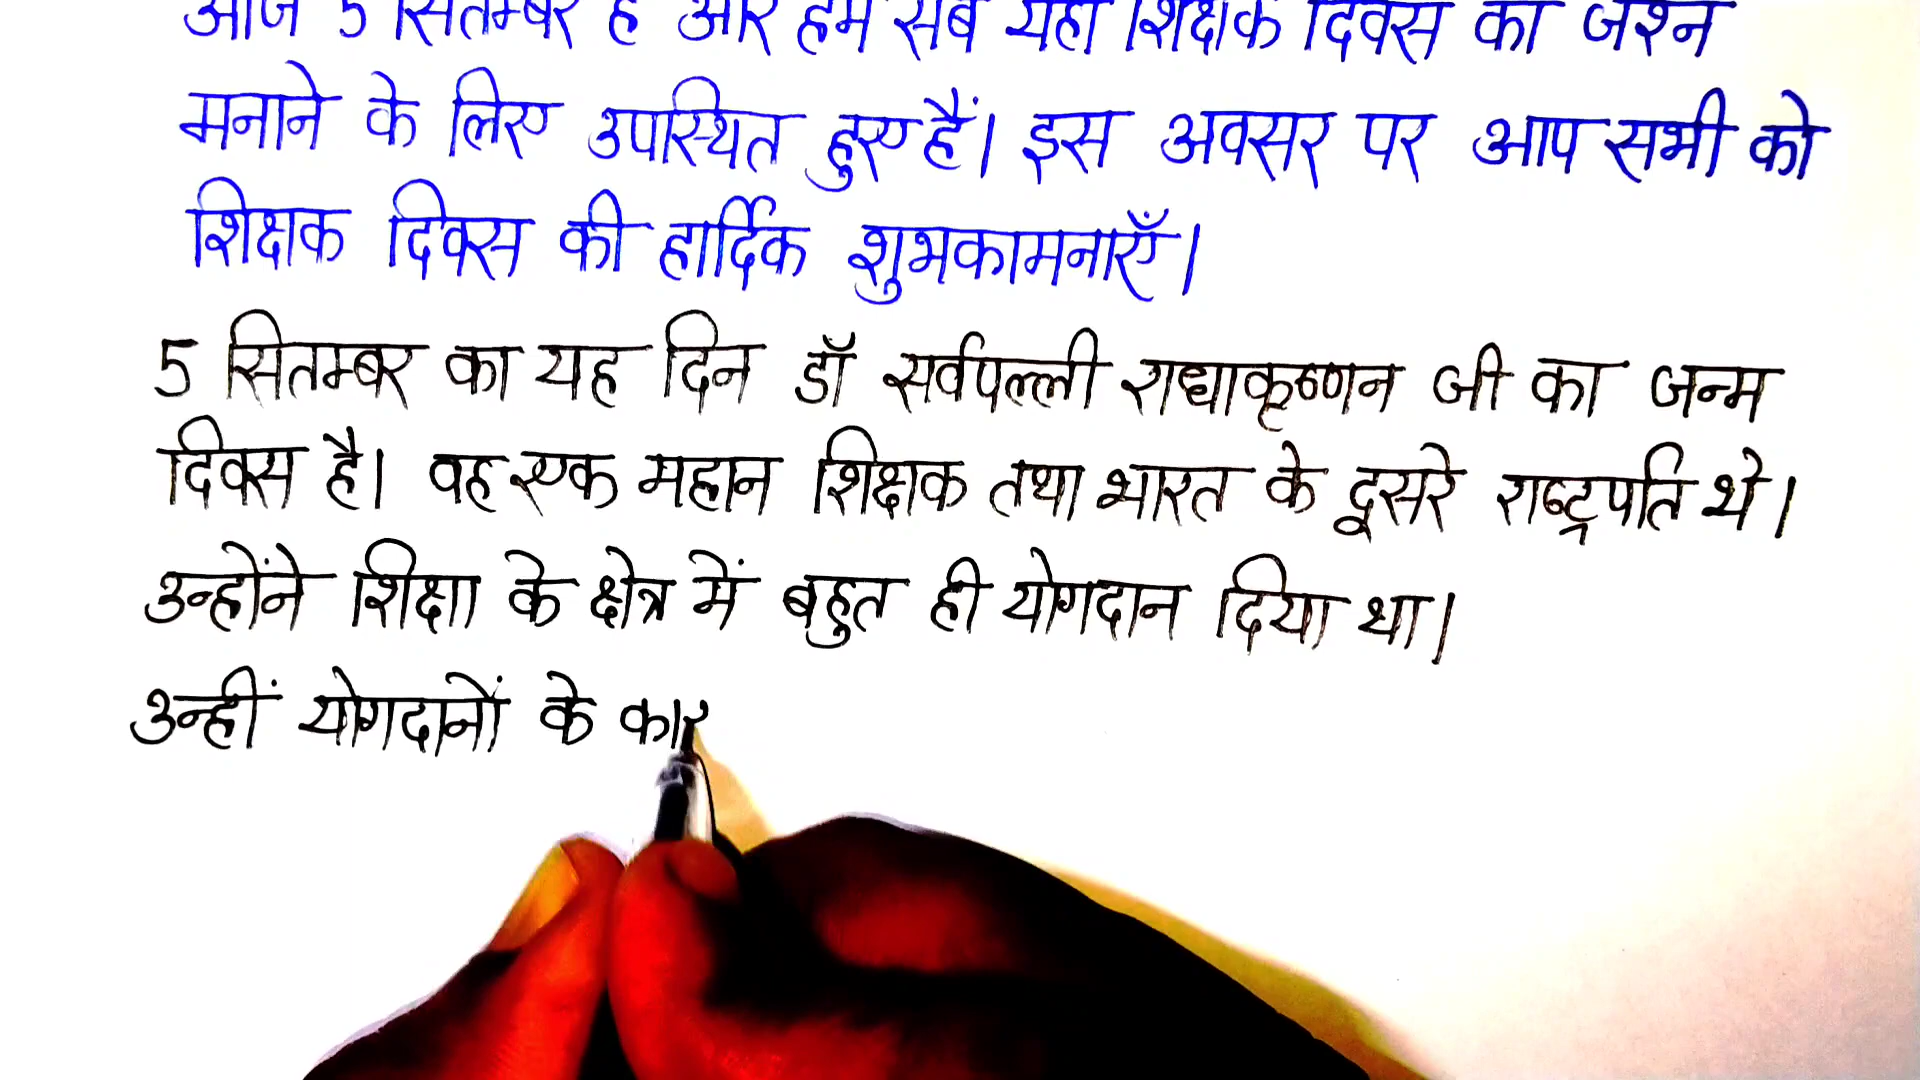 आज 5 सितम्बर है और हम सब यहाँ शिक्षक दिवस का जश्न
मनाने के लिए उपस्थित हुए हैं। इस अवसर पर आप सभी को
शिक्षक दिवस की हार्दिक शुभकामनाएँ।
5 सितम्बर का यह दिन डॉ सर्वपल्ली राधाकृष्णन जी का जन्म
दिवस है। वह एक महान शिक्षक तथा भारत के दूसरे राष्ट्रपति थे।
उन्होंने शिक्षा के क्षेत्र में बहुत ही योगदान दिया था।
उन्हीं योगदानों के कार